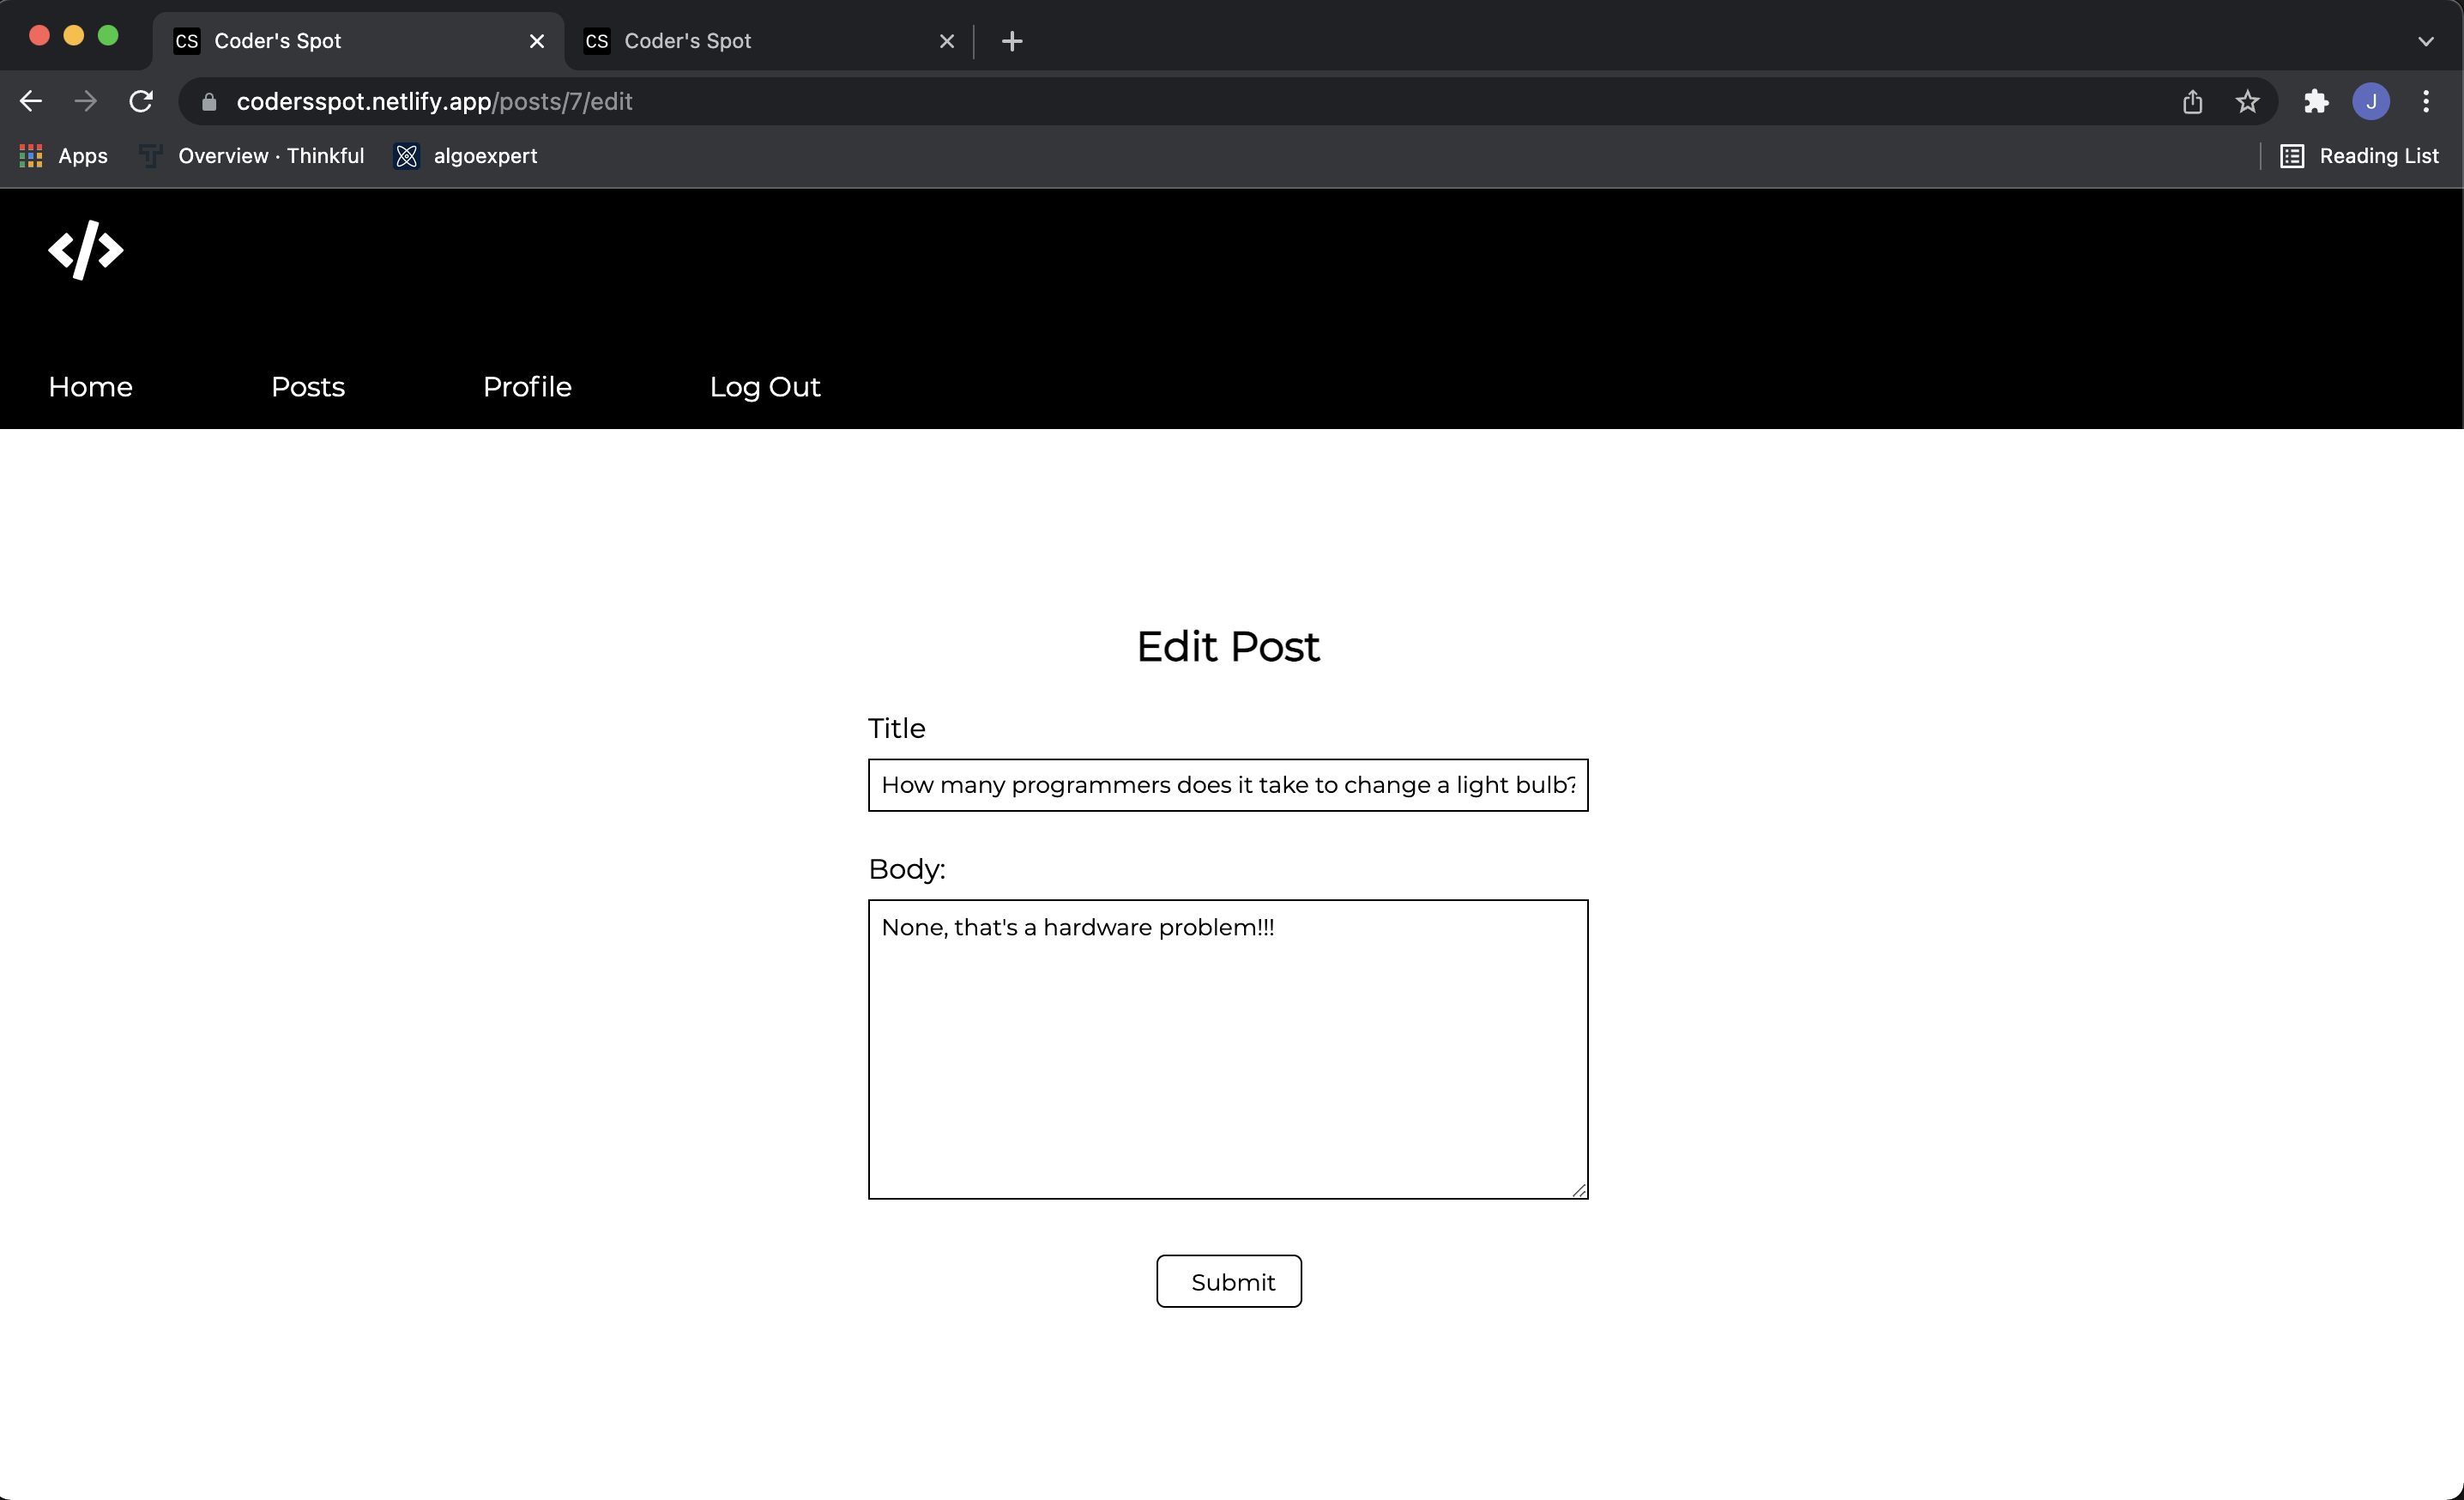 CS Coder's Spot CS Coder's Spot
codersspot.netlify.app/posts/7/edit J
Apps Overview · Thinkful algoexpert Reading List
</>
Home Posts Profile Log Out
Edit Post
Title
How many programmers does it take to change a light bulb?
Body:
None, that's a hardware problem!!!
Submit